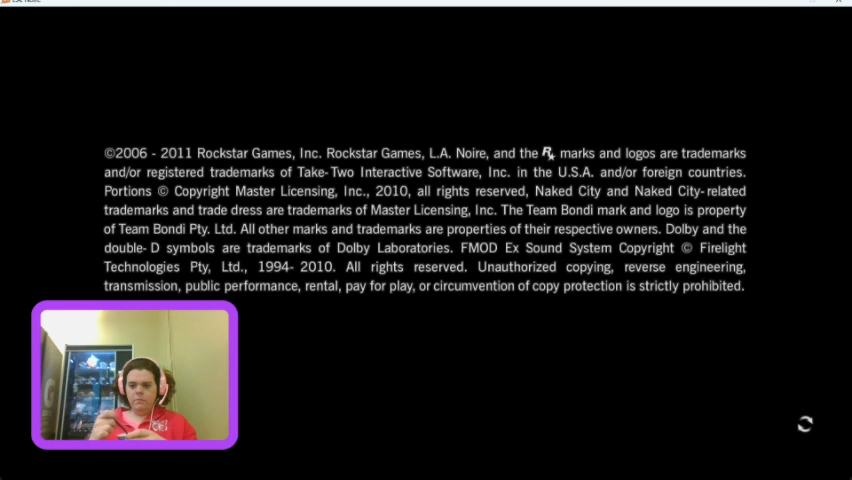 ©2006 - 2011 Rockstar Games, Inc. Rockstar Games, L.A. Noire, and the R★ marks and logos are trademarks
and/or registered trademarks of Take-Two Interactive Software, Inc. in the U.S.A. and/or foreign countries.
Portions © Copyright Master Licensing, Inc., 2010, all rights reserved, Naked City and Naked City-related
trademarks and trade dress are trademarks of Master Licensing, Inc. The Team Bondi mark and logo is property
of Team Bondi Pty. Ltd. All other marks and trademarks are properties of their respective owners. Dolby and the
double-D symbols are trademarks of Dolby Laboratories. FMOD Ex Sound System Copyright © Firelight
Technologies Pty, Ltd., 1994-2010. All rights reserved. Unauthorized copying, reverse engineering,
transmission, public performance, rental, pay for play, or circumvention of copy protection is strictly prohibited.